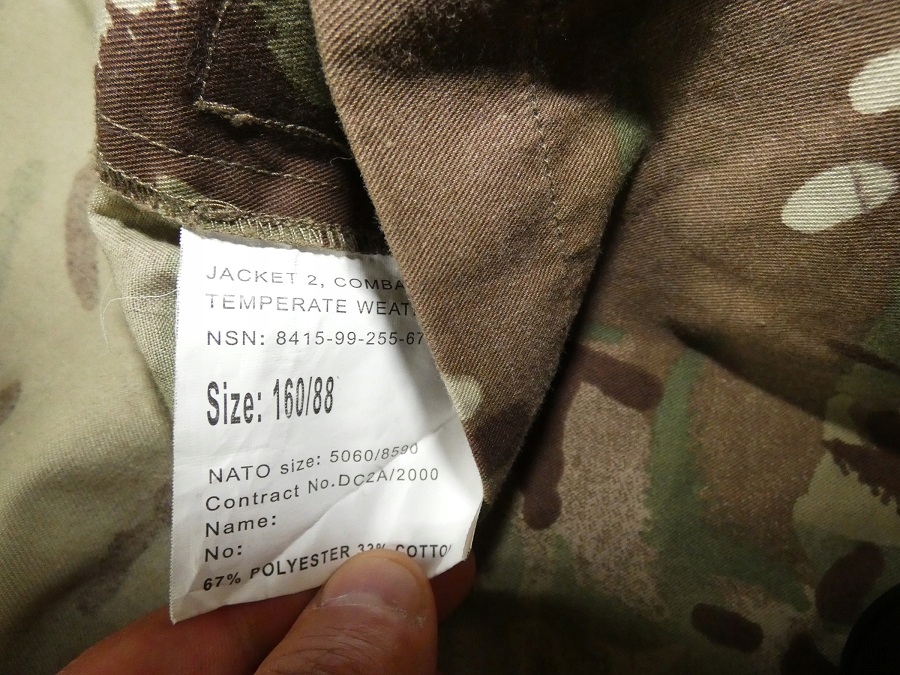 JACKET 2, COMBA
TEMPERATE WEAT
NSN: 8415-99-255-67
Size: 160/88
NATO size: 5060/8590
Contract No.DC2A/2000
Name:
No:
67% POLYESTER 33% COTTO